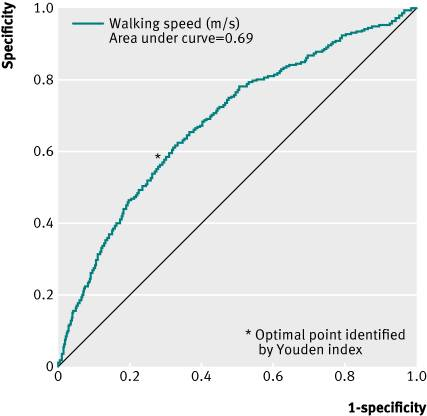 Specificity
1.0
Walking speed (m/s)
Area under curve=0.69
0.8
0.6
*
0.4
0.2
* Optimal point identified
by Youden index
0
0 0.2 0.4 0.6 0.8 1.0
1-specificity